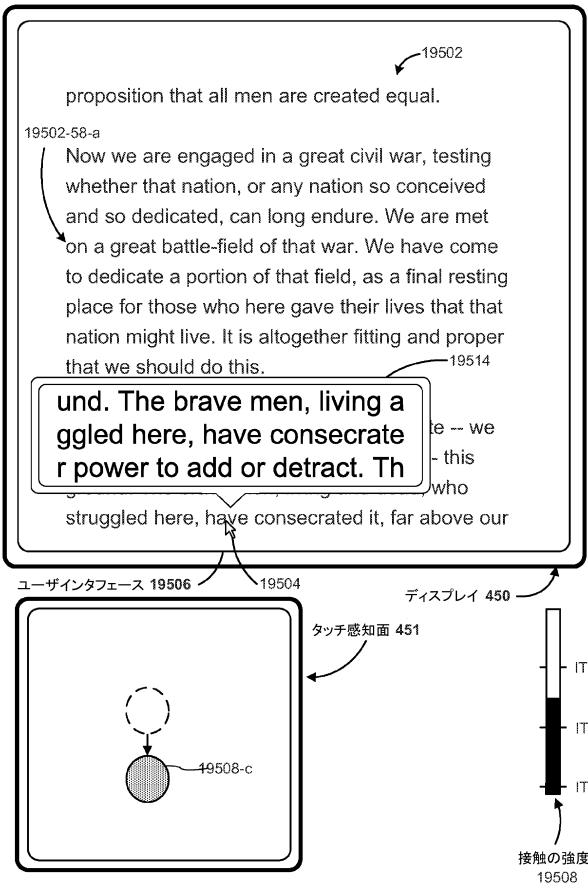 19502
proposition that all men are created equal.
19502-58-a
Now we are engaged in a great civil war, testing
whether that nation, or any nation so conceived
and so dedicated, can long endure. We are met
on a great battle-field of that war. We have come
to dedicate a portion of that field, as a final resting
place for those who here gave their lives that that
nation might live. It is altogether fitting and proper
that we should do this.
19514
und. The brave men, living a
ggled here, have consecrate
r power to add or detract. Th
te -- we
- this
who
struggled here, have consecrated it, far above our
ユーザインタフェース 19506
19504
ディスプレイ 450
タッチ感知面 451
IT
IT
IT
19508-c
接触の強度
19508